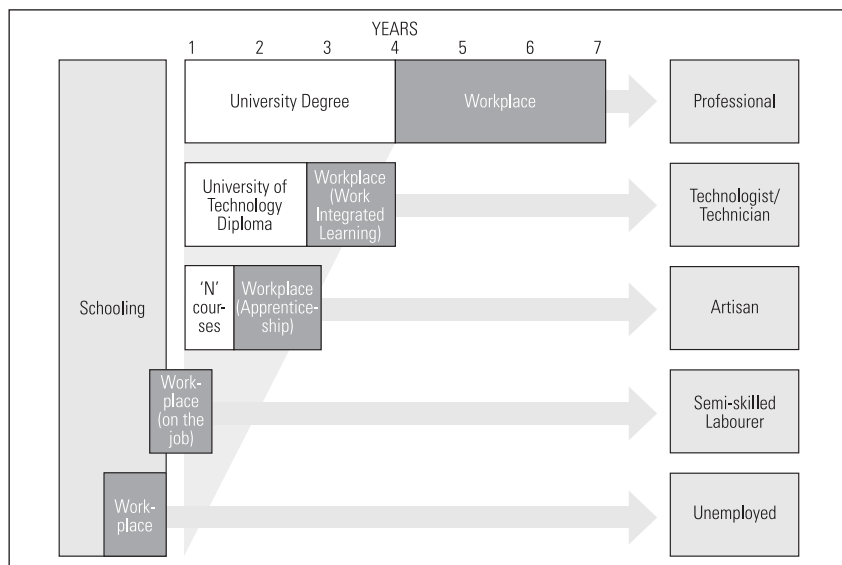 YEARS
1 2 3 4 5 6 7
University Degree
Workplace
Professional
University of
Technology
Diploma
Workplace
(Work
Integrated
Learning)
Technologist/
Technician
Schooling
‘N’
cour-
ses
Workplace
(Apprentice-
ship)
Artisan
Work-
place
(on the
job)
Semi-skilled
Labourer
Work-
place
Unemployed